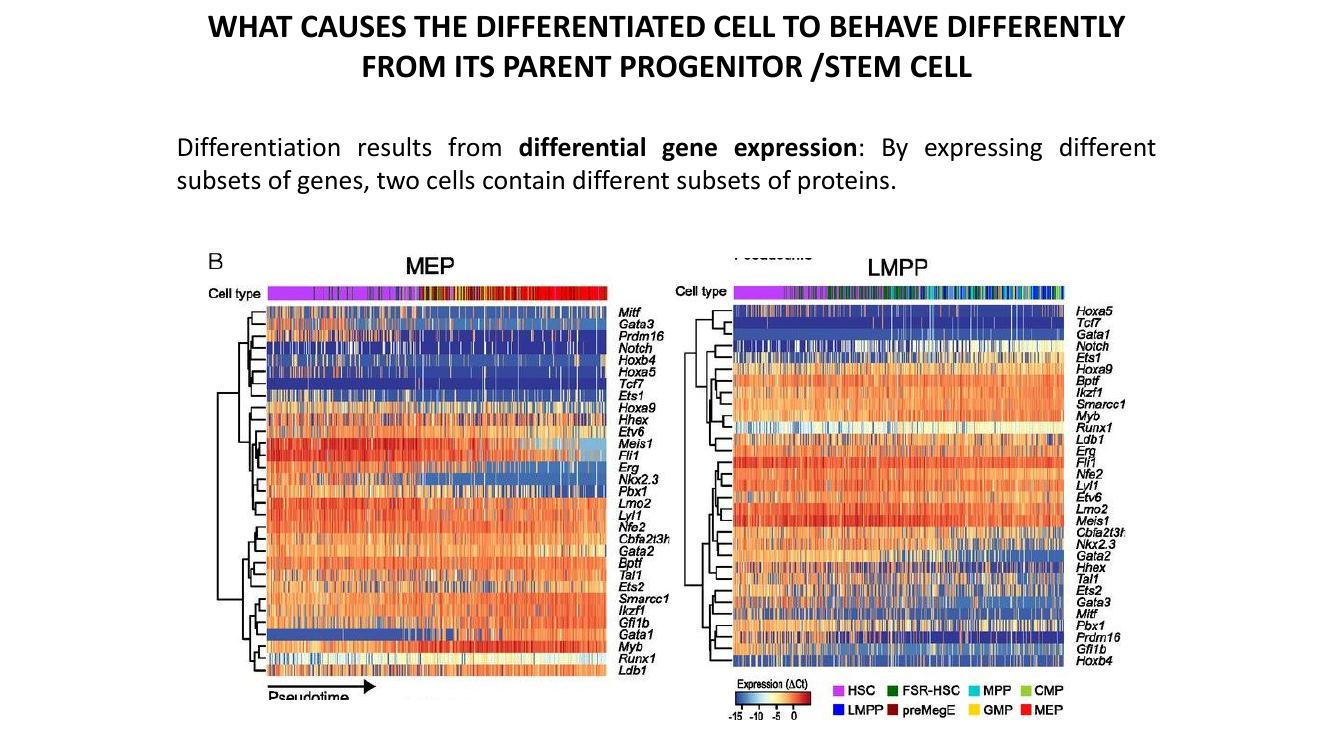 WHAT CAUSES THE DIFFERENTIATED CELL TO BEHAVE DIFFERENTLY
FROM ITS PARENT PROGENITOR /STEM CELL
Differentiation results from differential gene expression: By expressing different
subsets of genes, two cells contain different subsets of proteins.
B
MEP
Cell type
Mitf
Gata3
Prdm16
Notch
Hoxb4
Hoxa5
Tcf7
Ets1
Hoxa9
Hhex
Etv6
Meis1
Fli1
Erg
Nkx2.3
Pbx1
Lmo2
Lyl1
Nfe2
Cbfa2t3h
Gata2
Bptf
Tal1
Ets2
Smarcc1
Ikzf1
Gfi1b
Gata1
Myb
Runx1
Ldb1
Pseudotime
LMPP
Cell type
Hoxa5
Tcf7
Gata1
Notch
Ets1
Hoxa9
Bptf
Ikzf1
Smarcc1
Myb
Runx1
Ldb1
Erg
Fli1
Nfe2
Lyl1
Etv6
Lmo2
Meis1
Cbfa2t3h
Nkx2.3
Gata2
Hhex
Tal1
Ets2
Gata3
Mitf
Pbx1
Prdm16
Gfi1b
Hoxb4
Expression (ΔCt)
-15 -10 -5 0
HSC FSR-HSC MPP CMP
LMPP preMegE GMP MEP